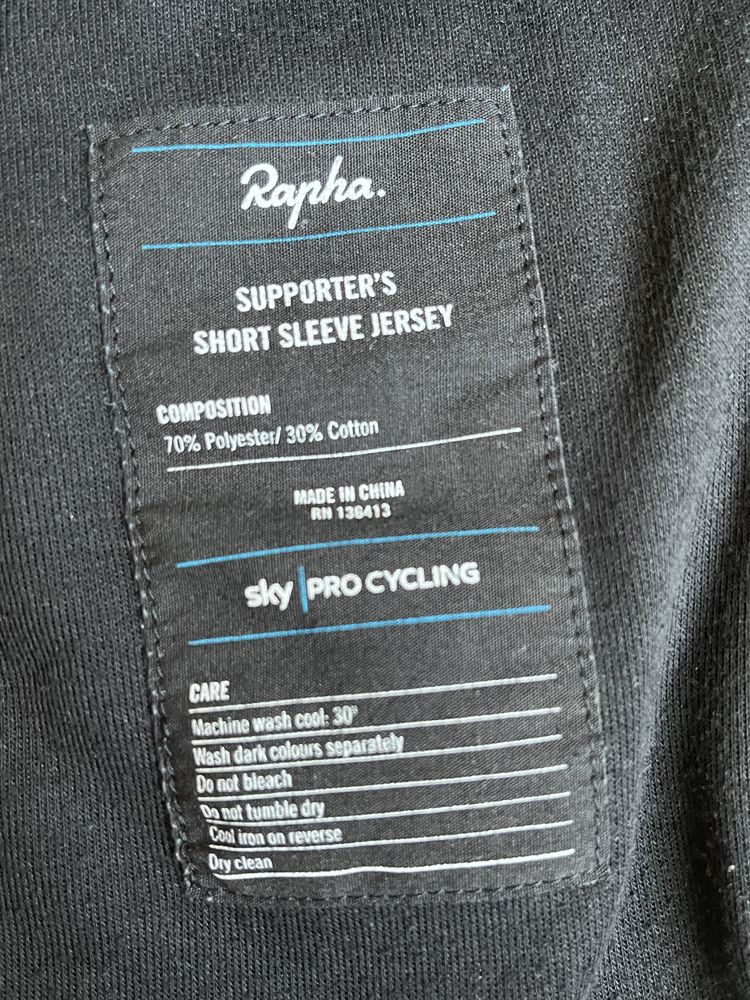 Rapha.
SUPPORTER'S
SHORT SLEEVE JERSEY
COMPOSITION
70% Polyester/ 30% Cotton
MADE IN CHINA
RN 136413
sky PRO CYCLING
CARE
Machine wash cool: 30°
Wash dark colours separately
Do not bleach
Do not tumble dry
Cool iron on reverse
Dry clean